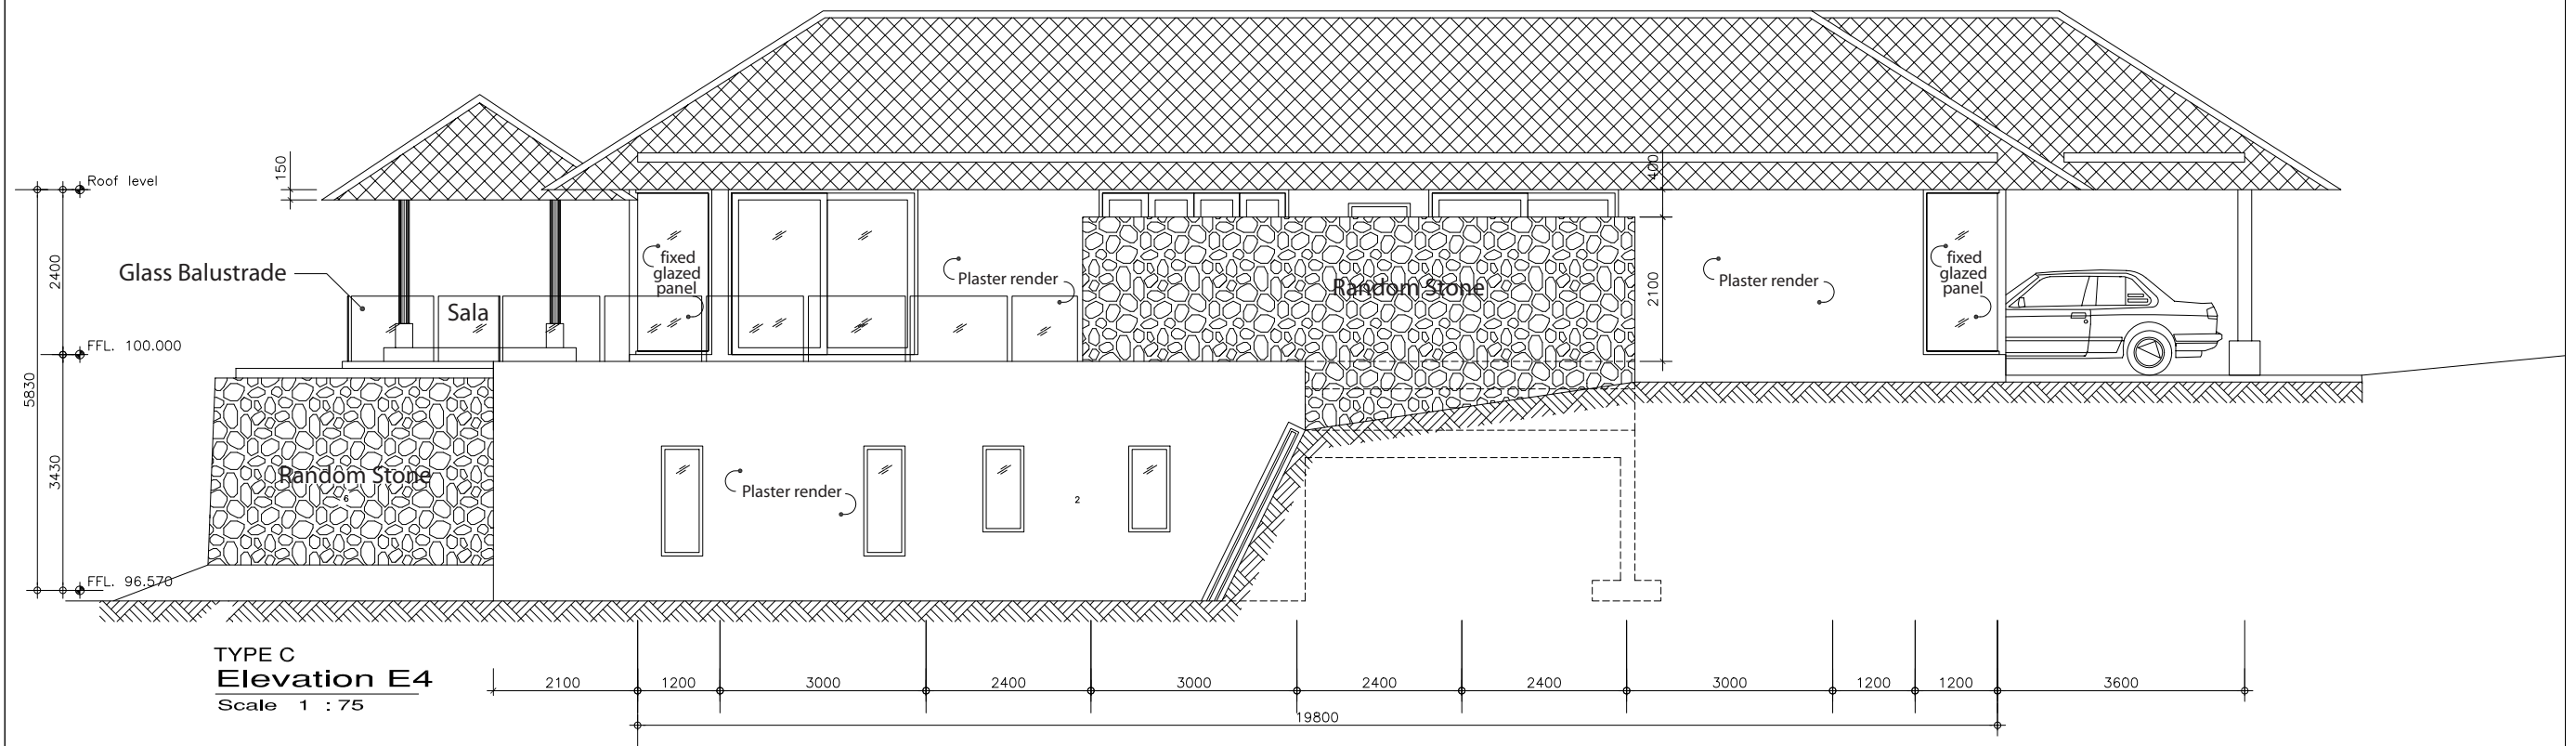 Roof level
150
400
Glass Balustrade
2400
Sala
fixed
glazed
panel
Plaster render
Random Stone
2100
Plaster render
fixed
glazed
panel
FFL. 100.000
5830
3430
Random Stone
6
Plaster render
2
FFL. 96.570
TYPE C
Elevation E4
Scale 1 : 75
2100 1200 3000 2400 3000 2400 2400 3000 1200 1200 3600
19800